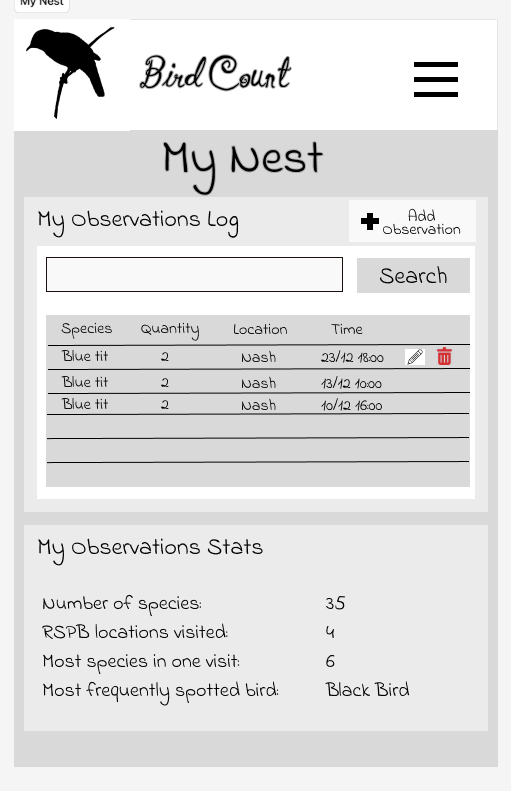 My Nest
Bird Count
My Nest
My Observations Log
Add
Observation
Search
Species Quantity Location Time
Blue tit 2 Nash 23/12 18:00
Blue tit 2 Nash 13/12 10:00
Blue tit 2 Nash 10/12 16:00
My Observations Stats
Number of species: 35
RSPB locations visited: 4
Most species in one visit: 6
Most frequently spotted bird: Black Bird